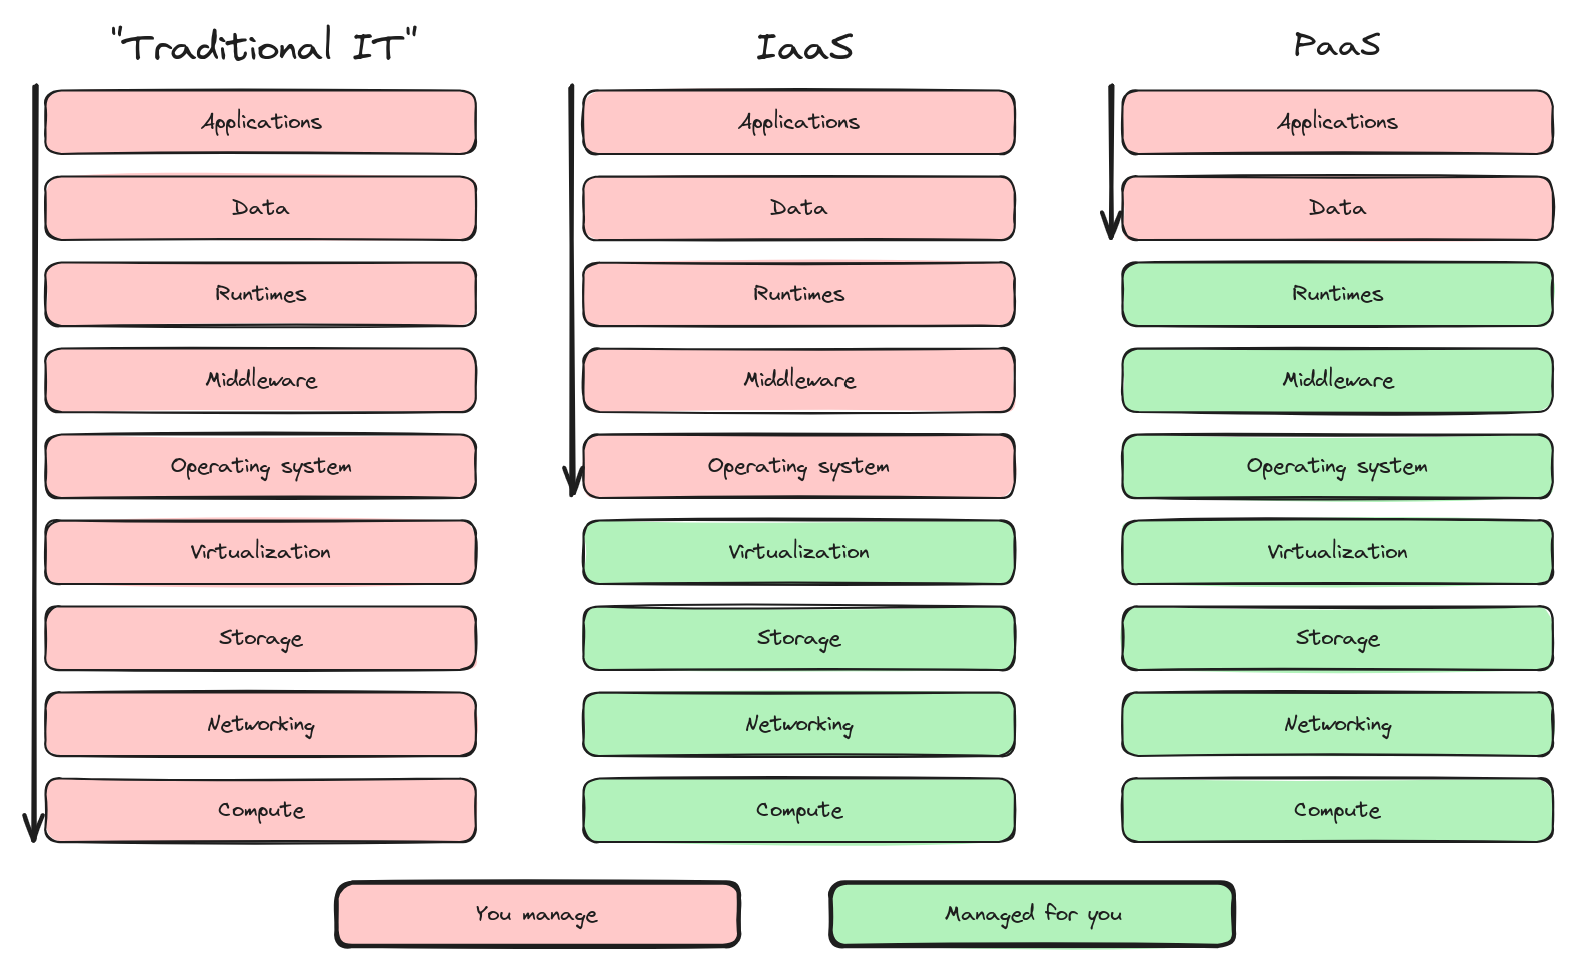 "Traditional IT"
Applications
Data
Runtimes
Middleware
Operating system
Virtualization
Storage
Networking
Compute
IaaS
Applications
Data
Runtimes
Middleware
Operating system
Virtualization
Storage
Networking
Compute
PaaS
Applications
Data
Runtimes
Middleware
Operating system
Virtualization
Storage
Networking
Compute
You manage
Managed for you